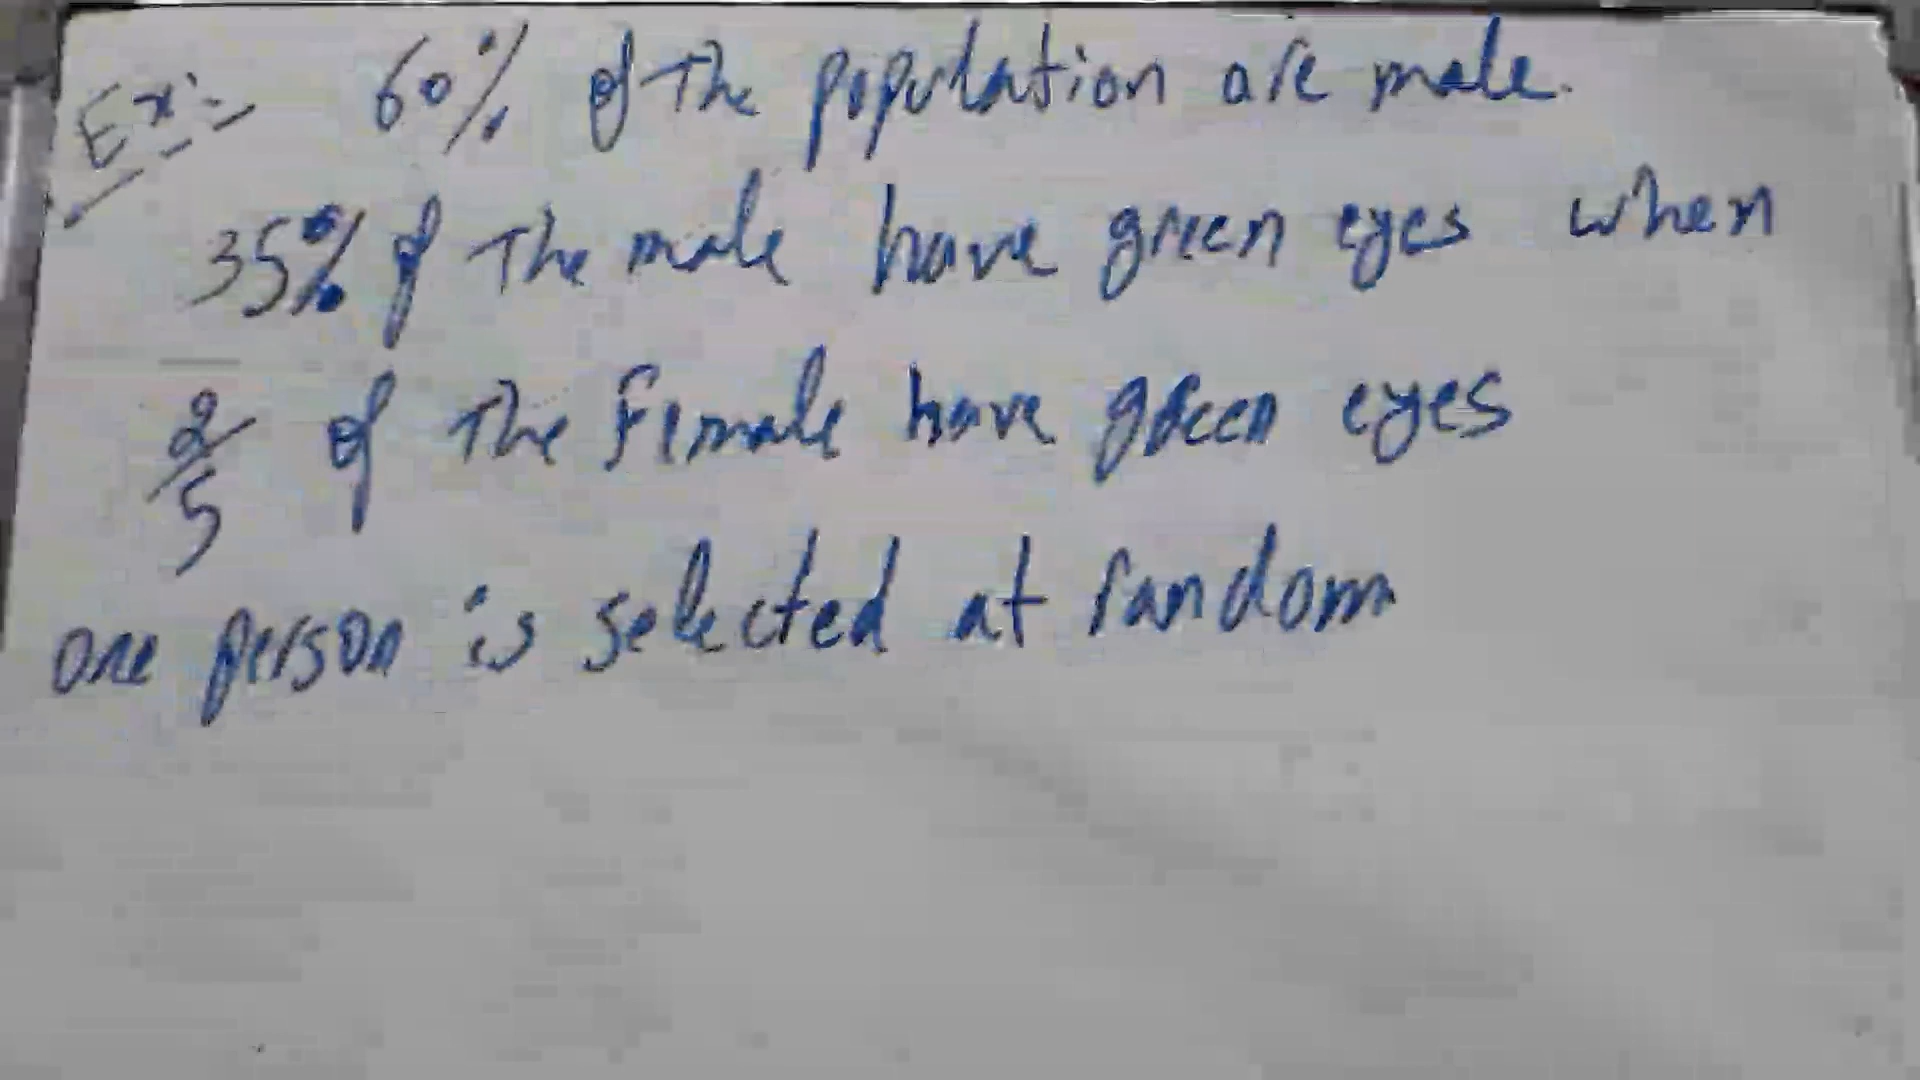 Ex:- 60% of the population are male.
35% of the male have green eyes when
2/5 of the Female have green eyes
one person is selected at random